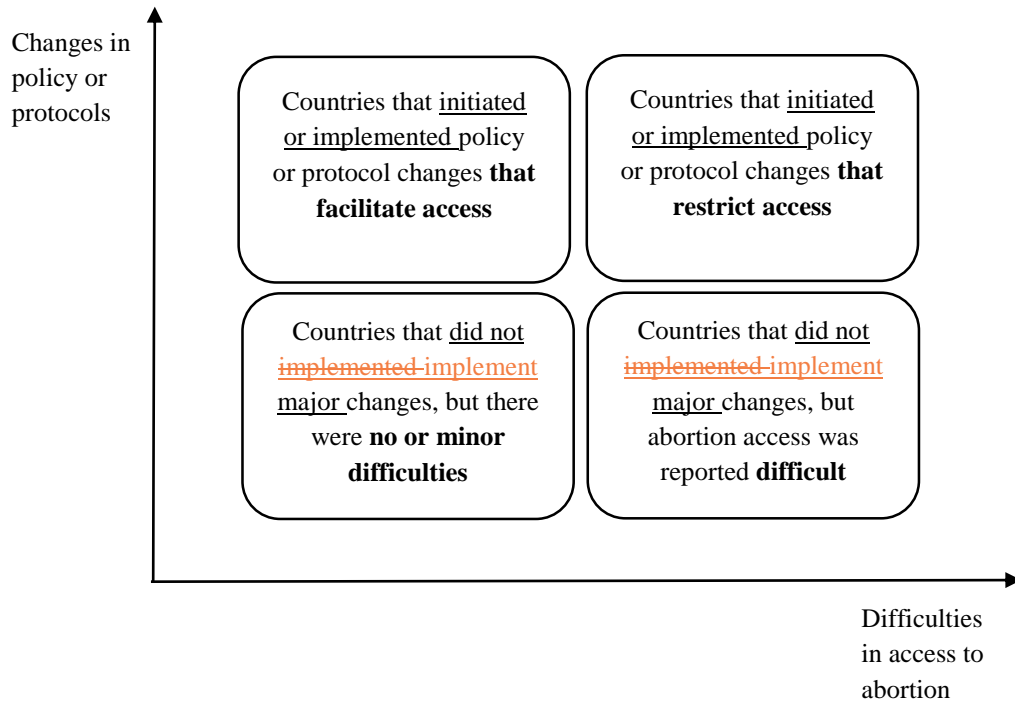 Changes in
policy or
protocols
Countries that initiated
or implemented policy
or protocol changes that
facilitate access
Countries that initiated
or implemented policy
or protocol changes that
restrict access
Countries that did not
implemented implement
major changes, but there
were no or minor
difficulties
Countries that did not
implemented implement
major changes, but
abortion access was
reported difficult
Difficulties
in access to
abortion